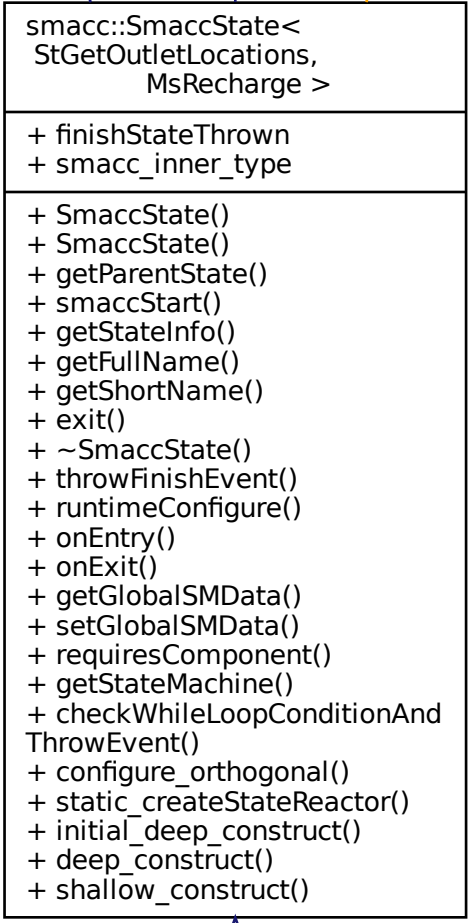 smacc::SmaccState<
StGetOutletLocations,
MsRecharge >
+ finishStateThrown
+ smacc_inner_type
+ SmaccState()
+ SmaccState()
+ getParentState()
+ smaccStart()
+ getStateInfo()
+ getFullName()
+ getShortName()
+ exit()
+ ~SmaccState()
+ throwFinishEvent()
+ runtimeConfigure()
+ onEntry()
+ onExit()
+ getGlobalSMData()
+ setGlobalSMData()
+ requiresComponent()
+ getStateMachine()
+ checkWhileLoopConditionAnd
ThrowEvent()
+ configure_orthogonal()
+ static_createStateReactor()
+ initial_deep_construct()
+ deep_construct()
+ shallow_construct()